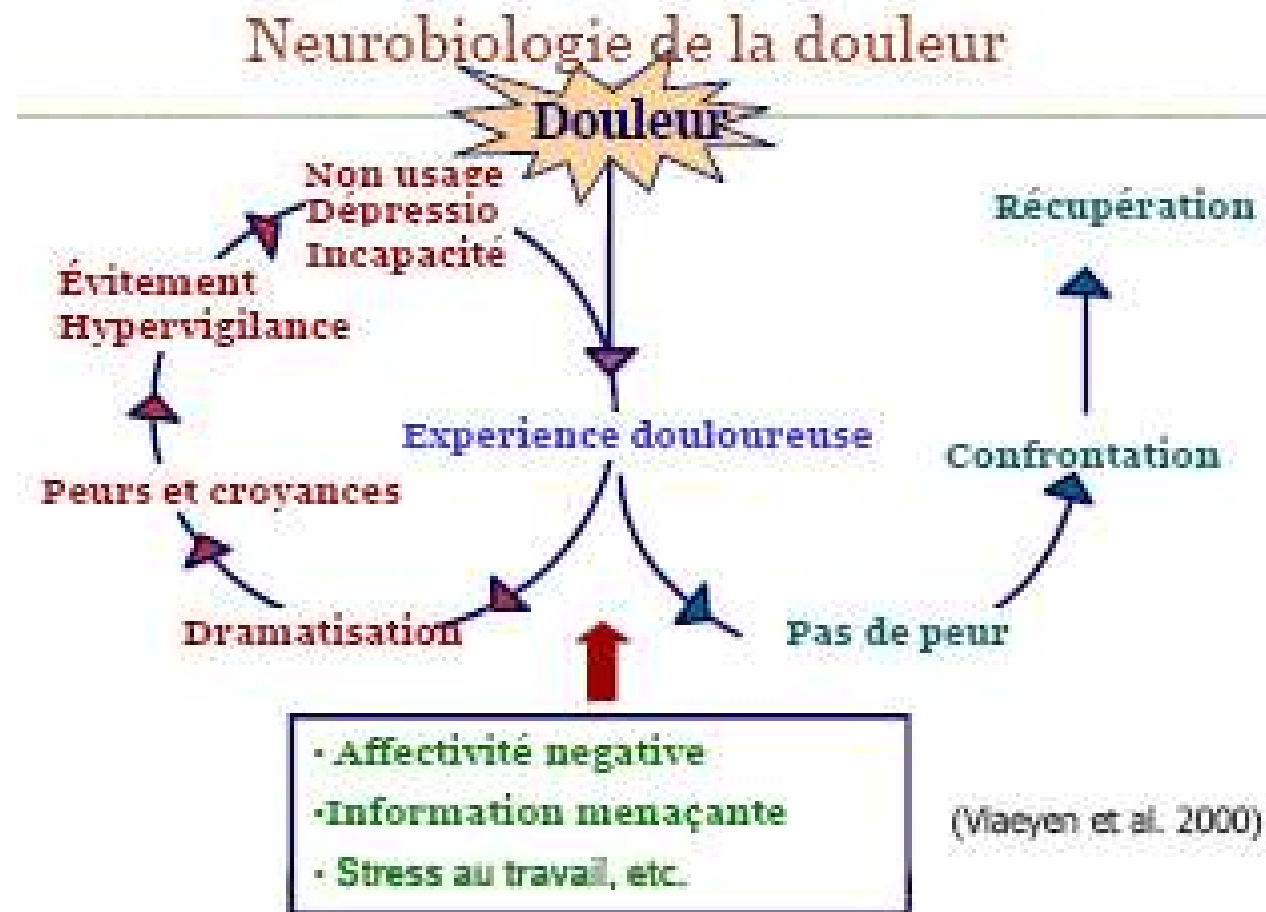 Neurobiologie de la douleur
Douleur
Non usage
Dépressio
Incapacité
Évitement
Hypervigilance
Récupération
Experience douloureuse
Confrontation
Peurs et croyances
Dramatisation
Pas de peur
· Affectivité negative
·Information menaçante
· Stress au travail, etc.
(Vlaeyen et al. 2000)